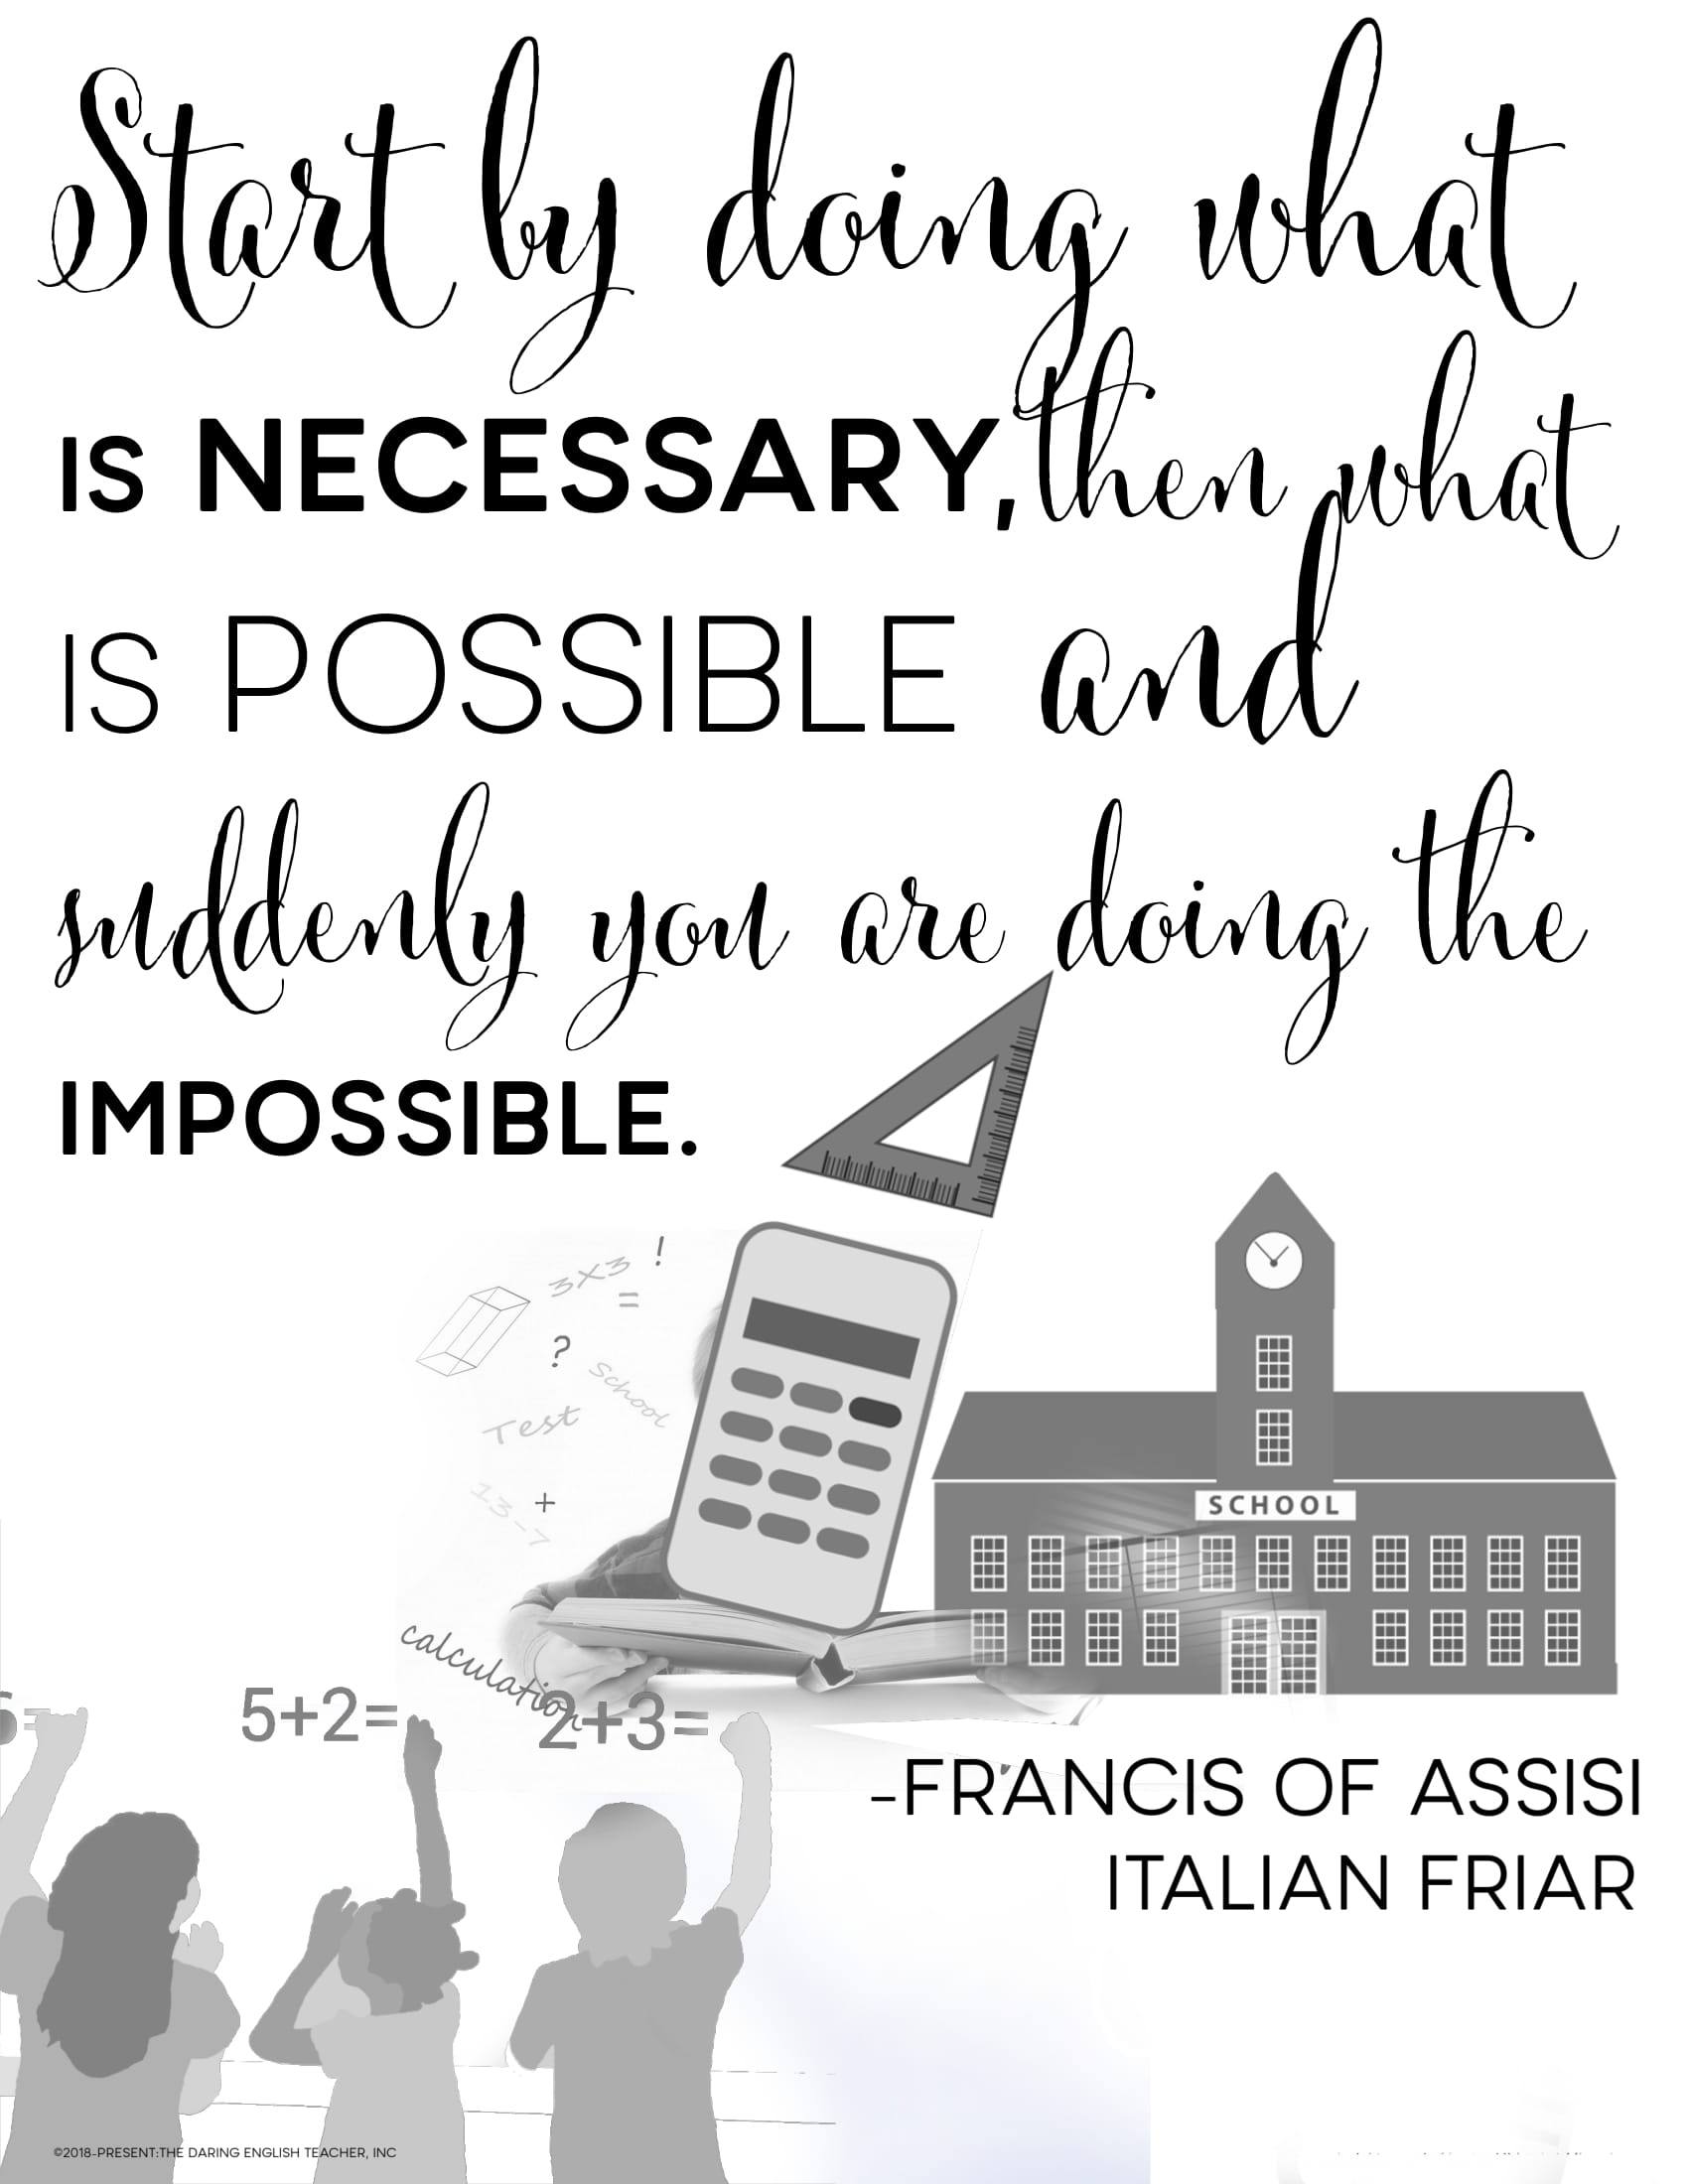 Start by doing what
IS NECESSARY, then what
IS POSSIBLE and
suddenly you are doing the
IMPOSSIBLE.
3x3 !
=
? School
Test
13-7 +
SCHOOL
calculation
5+2= 2+3=
-FRANCIS OF ASSISI
ITALIAN FRIAR
©2018-PRESENT:THE DARING ENGLISH TEACHER, INC